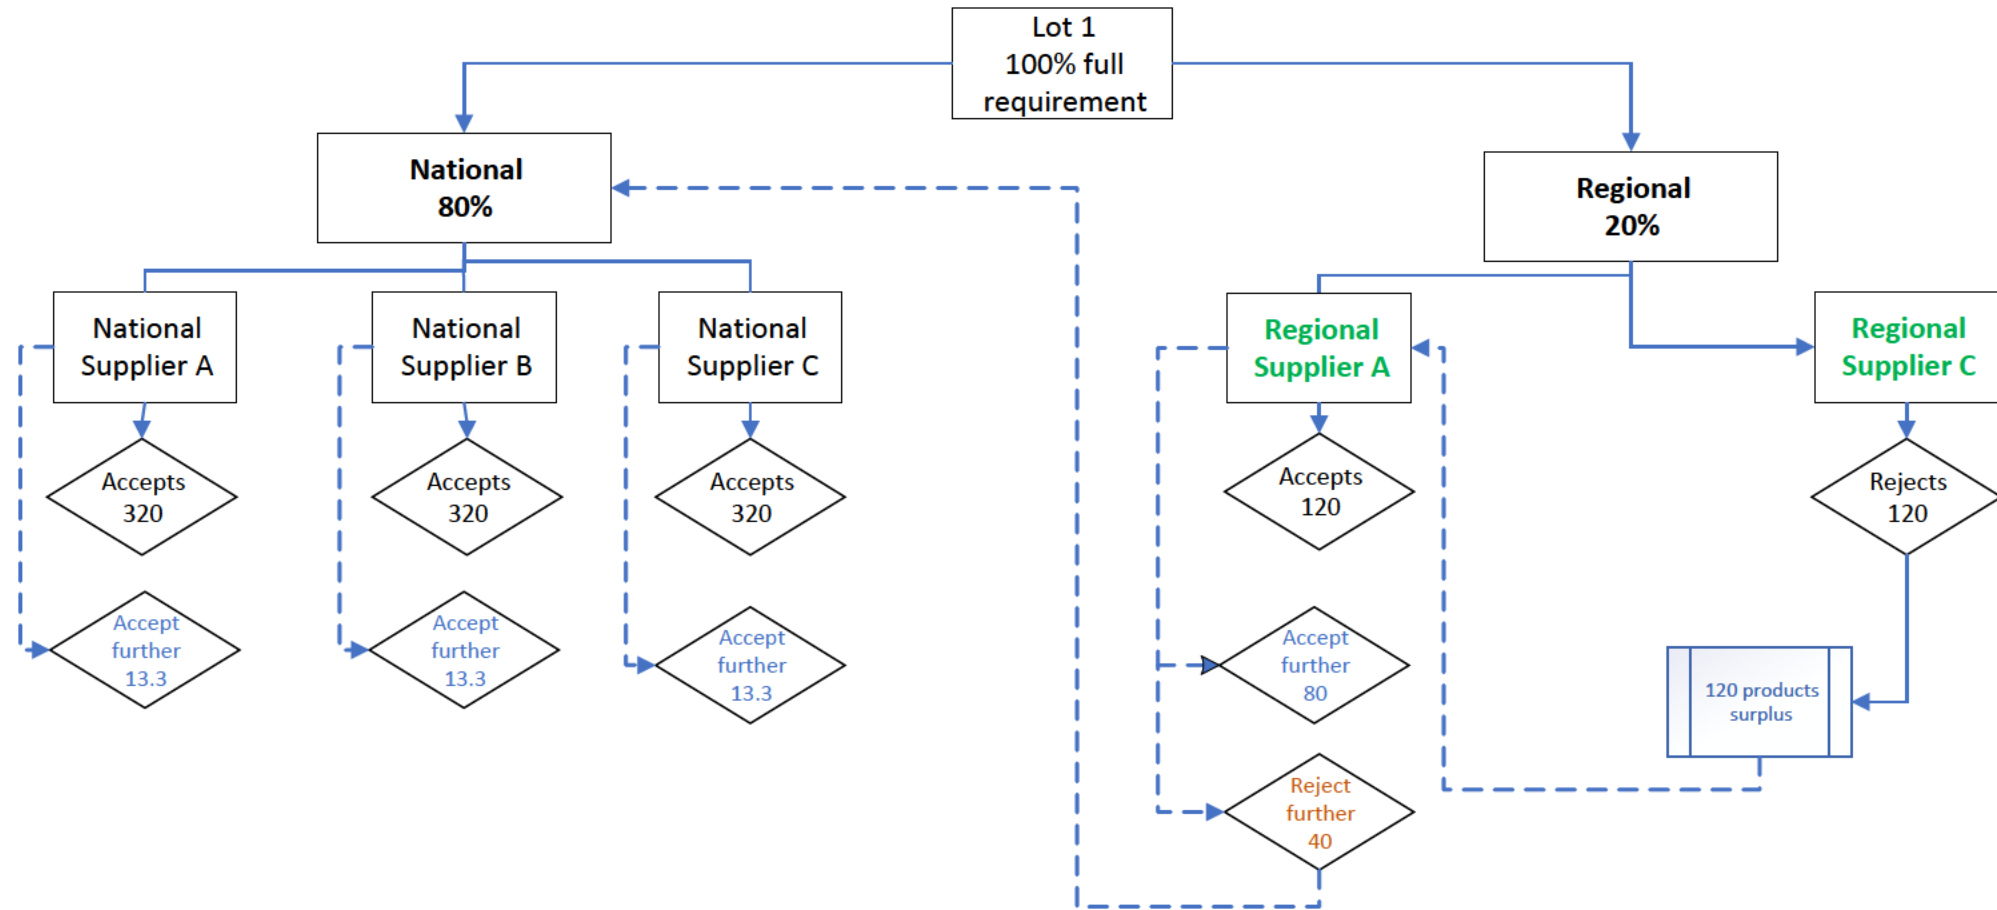 Lot 1
100% full
requirement
National
80%
Regional
20%
National
Supplier A
National
Supplier B
National
Supplier C
Regional
Supplier A
Regional
Supplier C
Accepts
320
Accepts
320
Accepts
320
Accepts
120
Rejects
120
Accept
further
13.3
Accept
further
13.3
Accept
further
13.3
Accept
further
80
120 products
surplus
Reject
further
40